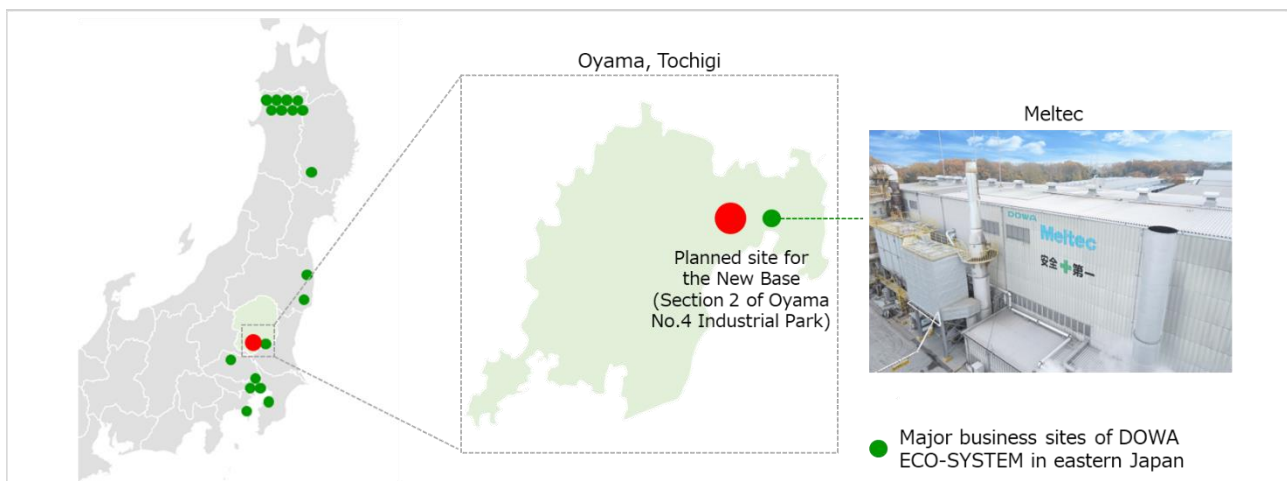 Oyama, Tochigi
Planned site for
the New Base
(Section 2 of Oyama
No.4 Industrial Park)
Meltec
DOWA
Meltec
安全✚第一
Major business sites of DOWA
ECO-SYSTEM in eastern Japan